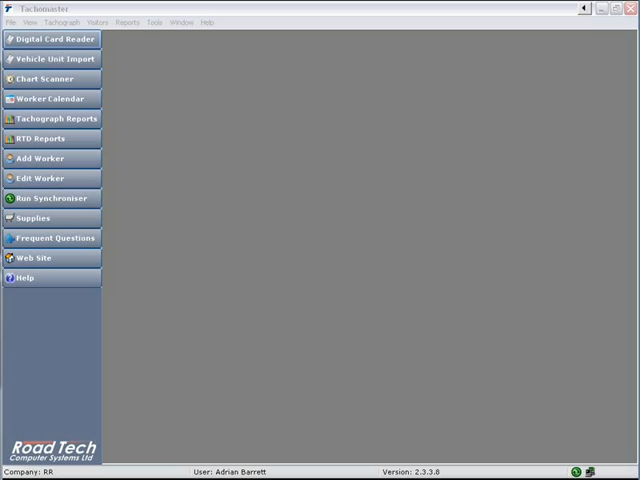 Tachomaster
File View Tachograph Visitors Reports Tools Window Help
Digital Card Reader
Vehicle Unit Import
Chart Scanner
Worker Calendar
Tachograph Reports
RTD Reports
Add Worker
Edit Worker
Run Synchroniser
Supplies
Frequent Questions
Web Site
Help
Road Tech
Computer Systems Ltd
Company: RR User: Adrian Barrett Version: 2.3.3.8